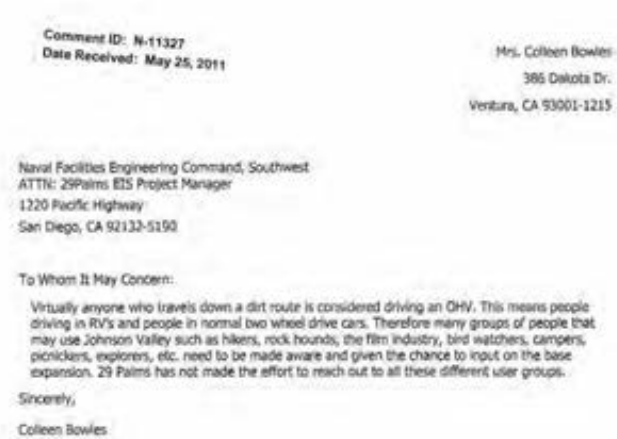 Comment ID: N-11327
Date Received: May 25, 2011
Mrs. Colleen Bowles
386 Dakota Dr.
Ventura, CA 93001-1215
Naval Facilities Engineering Command, Southwest
ATTN: 29Palms EIS Project Manager
1220 Pacific Highway
San Diego, CA 92132-5190
To Whom It May Concern:
Virtually anyone who travels down a dirt route is considered driving an OHV. This means people
driving in RV's and people in normal two wheel drive cars. Therefore many groups of people that
may use Johnson Valley such as hikers, rock hounds, the film industry, bird watchers, campers,
picnickers, explorers, etc. need to be made aware and given the chance to input on the base
expansion. 29 Palms has not made the effort to reach out to all these different user groups.
Sincerely,
Colleen Bowles